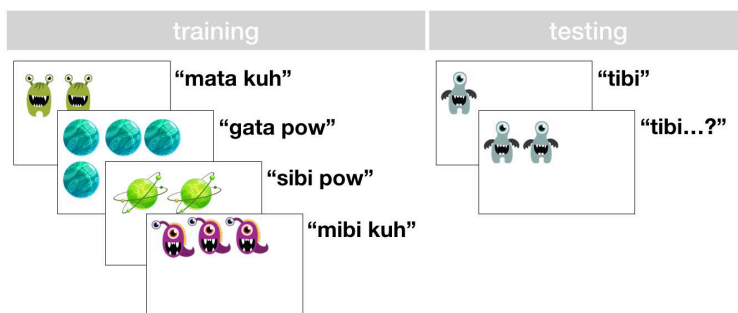 training
testing
“mata kuh”
“gata pow”
“sibi pow”
“mibi kuh”
“tibi”
“tibi...?”